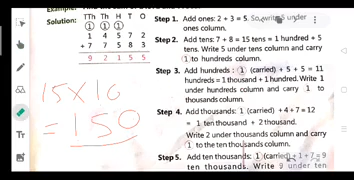 Solution:
TTh Th H T O
1 1 1
1 4 5 7 2
+ 7 7 5 8 3
9 2 1 5 5
15X10
= 150
Step 1. Add ones: 2 + 3 = 5. So, write 5 under
ones column.
Step 2. Add tens: 7 + 8 = 15 tens = 1 hundred + 5
tens. Write 5 under tens column and carry
1 to hundreds column.
Step 3. Add hundreds : 1 (carried) + 5 + 5 = 11
hundreds = 1 thousand + 1 hundred. Write 1
under hundreds column and carry 1 to
thousands column.
Step 4. Add thousands: 1 (carried) + 4 + 7 = 12
= 1 ten thousand + 2 thousand.
Write 2 under thousands column and carry
1 to the ten thousands column.
Step 5. Add ten thousands: 1 (carried) + 1 + 7 = 9
ten thousands. Write 9 under ten